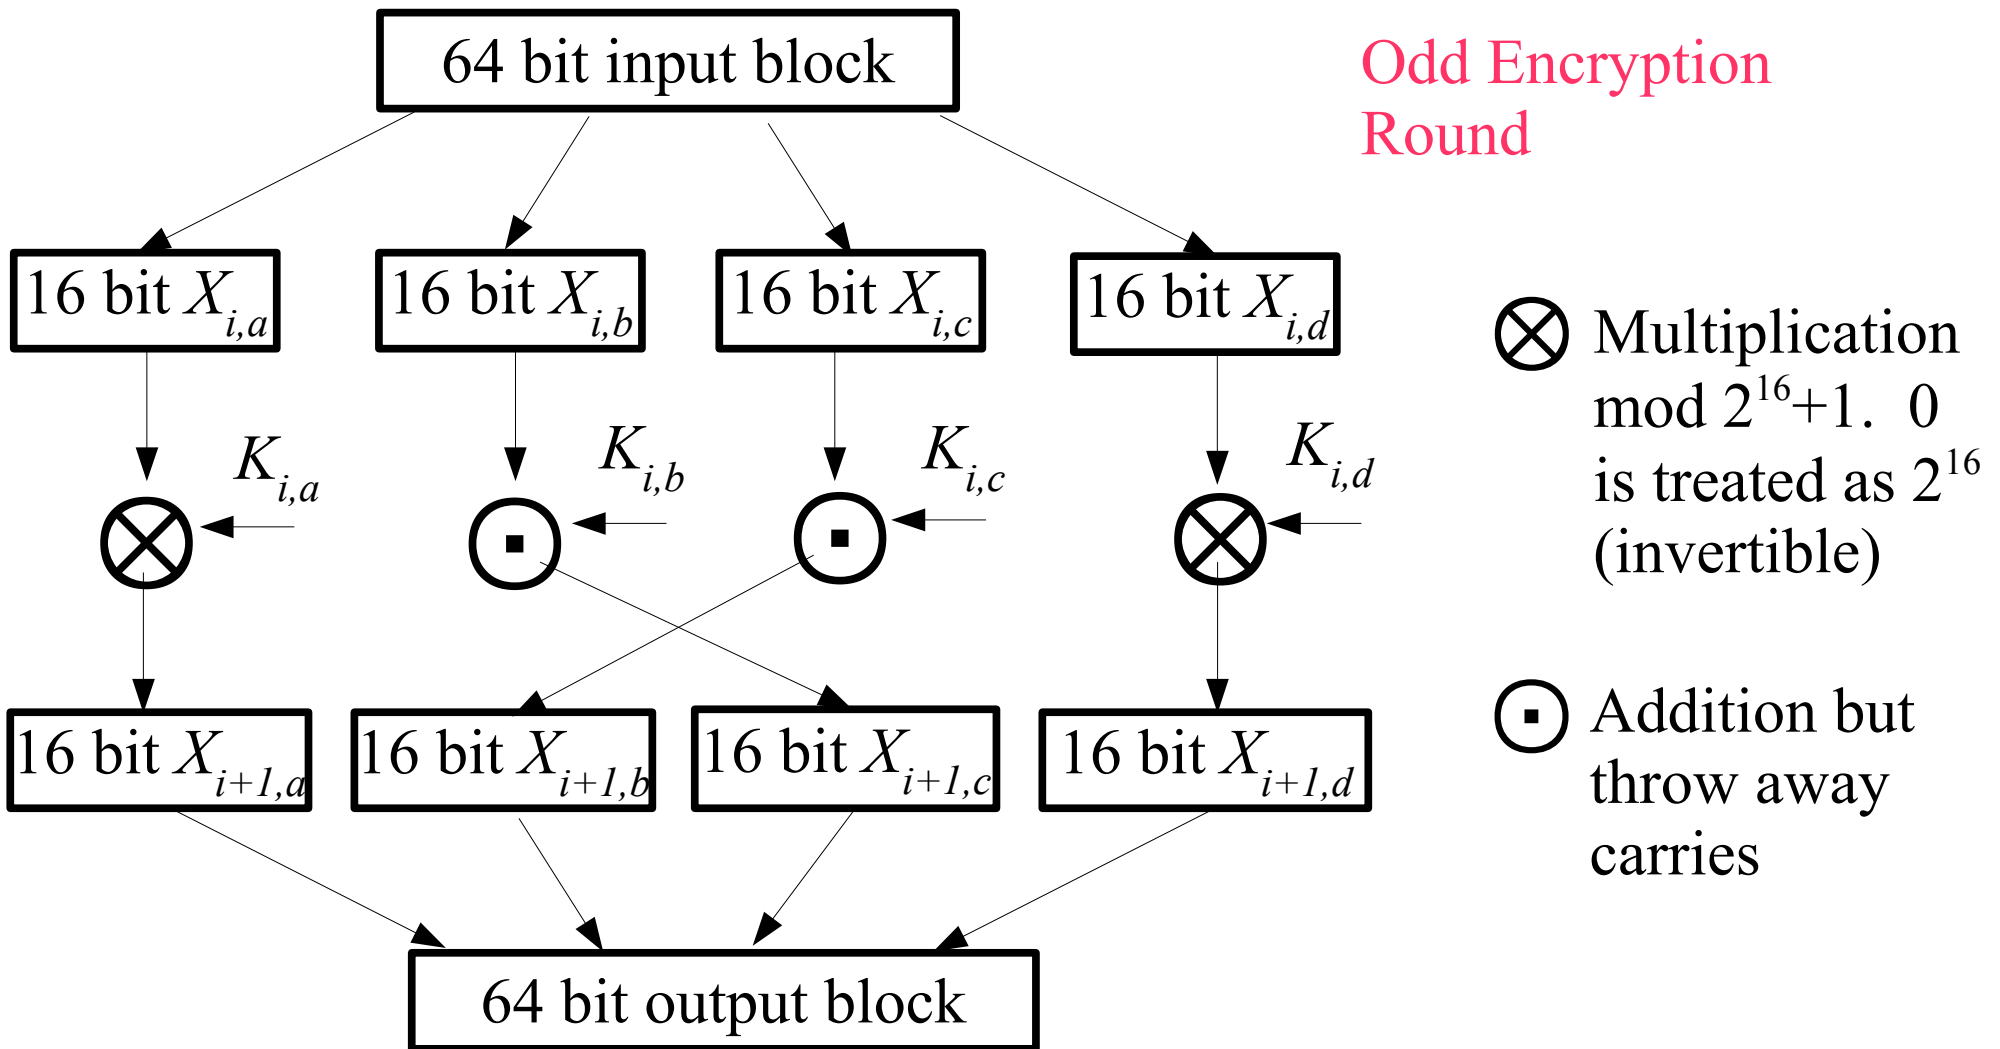 64 bit input block
Odd Encryption
Round
16 bit X_{i,a}
16 bit X_{i,b}
16 bit X_{i,c}
16 bit X_{i,d}
K_{i,a}
K_{i,b}
K_{i,c}
K_{i,d}
Multiplication
mod 2^{16}+1. 0
is treated as 2^{16}
(invertible)
16 bit X_{i+1,a}
16 bit X_{i+1,b}
16 bit X_{i+1,c}
16 bit X_{i+1,d}
Addition but
throw away
carries
64 bit output block